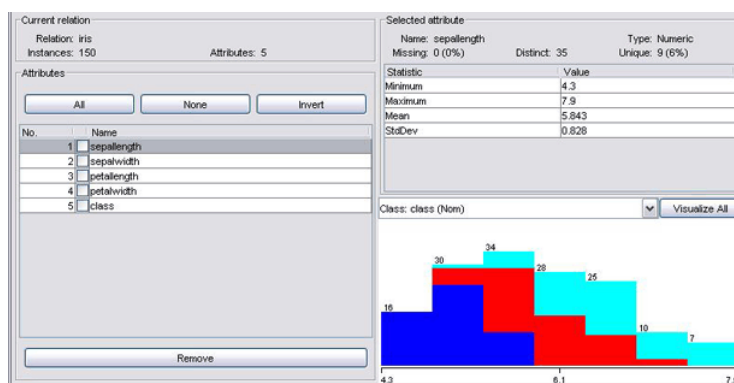 Current relation
Relation: iris
Instances: 150 Attributes: 5
Attributes
All None Invert
No. Name
1 sepallength
2 sepalwidth
3 petallength
4 petalwidth
5 class
Remove
Selected attribute
Name: sepallength Type: Numeric
Missing: 0 (0%) Distinct: 35 Unique: 9 (6%)
Statistic Value
Minimum 4.3
Maximum 7.9
Mean 5.843
StdDev 0.828
Class: class (Nom) Visualize All
34
30
28
25
16
10
7
4.3 6.1